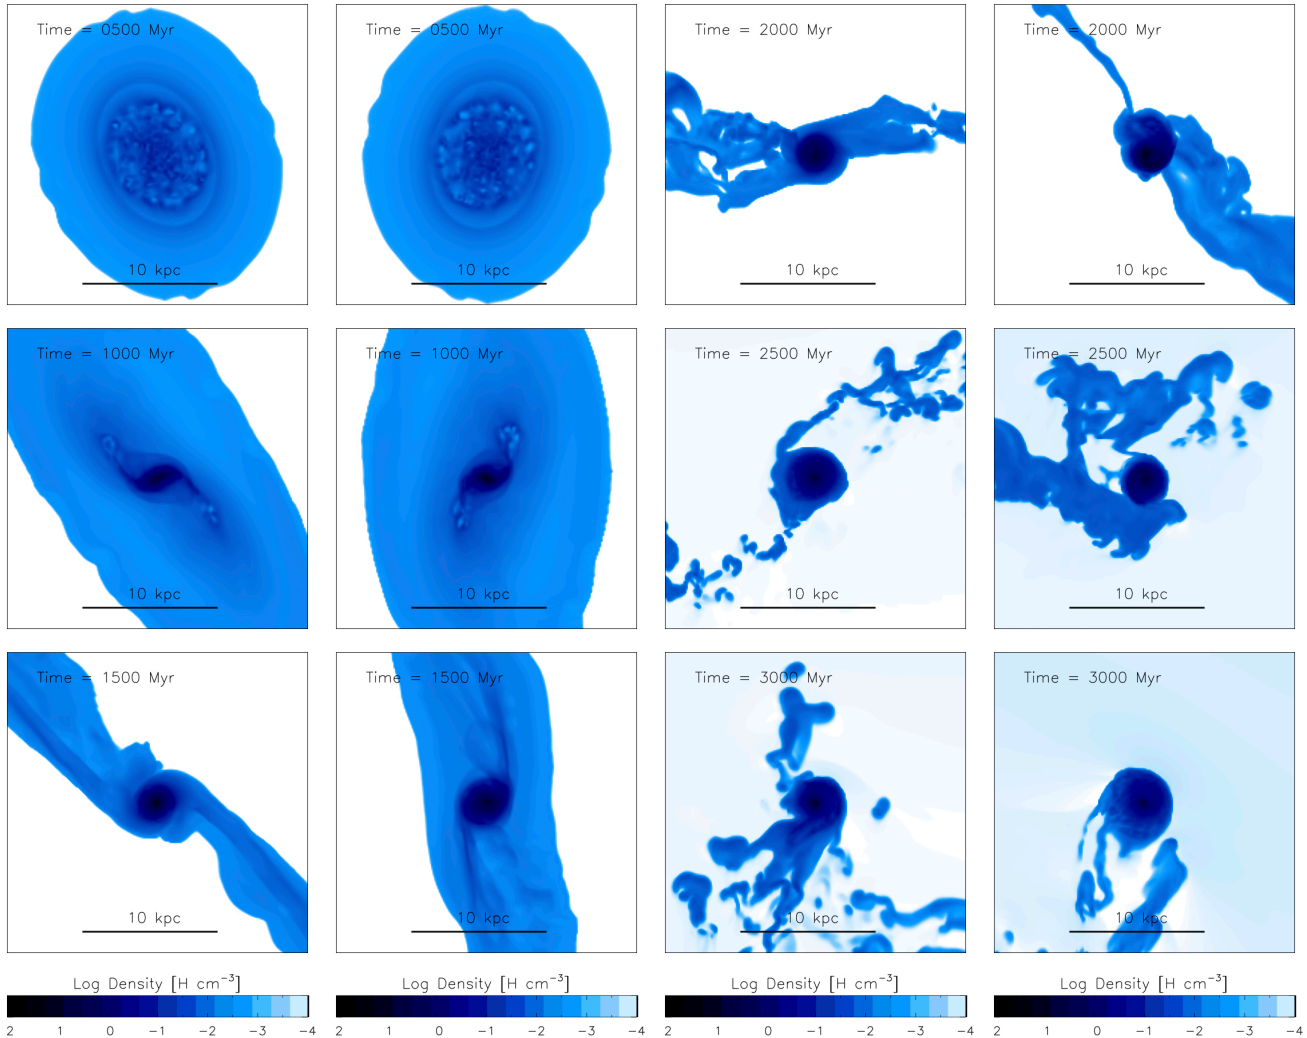 Time = 0500 Myr
10 kpc
Time = 0500 Myr
10 kpc
Time = 2000 Myr
10 kpc
Time = 2000 Myr
10 kpc
Time = 1000 Myr
10 kpc
Time = 1000 Myr
10 kpc
Time = 2500 Myr
10 kpc
Time = 2500 Myr
10 kpc
Time = 1500 Myr
10 kpc
Time = 1500 Myr
10 kpc
Time = 3000 Myr
10 kpc
Time = 3000 Myr
10 kpc
Log Density [H cm⁻³]
2 1 0 −1 −2 −3 −4
Log Density [H cm⁻³]
2 1 0 −1 −2 −3 −4
Log Density [H cm⁻³]
2 1 0 −1 −2 −3 −4
Log Density [H cm⁻³]
2 1 0 −1 −2 −3 −4